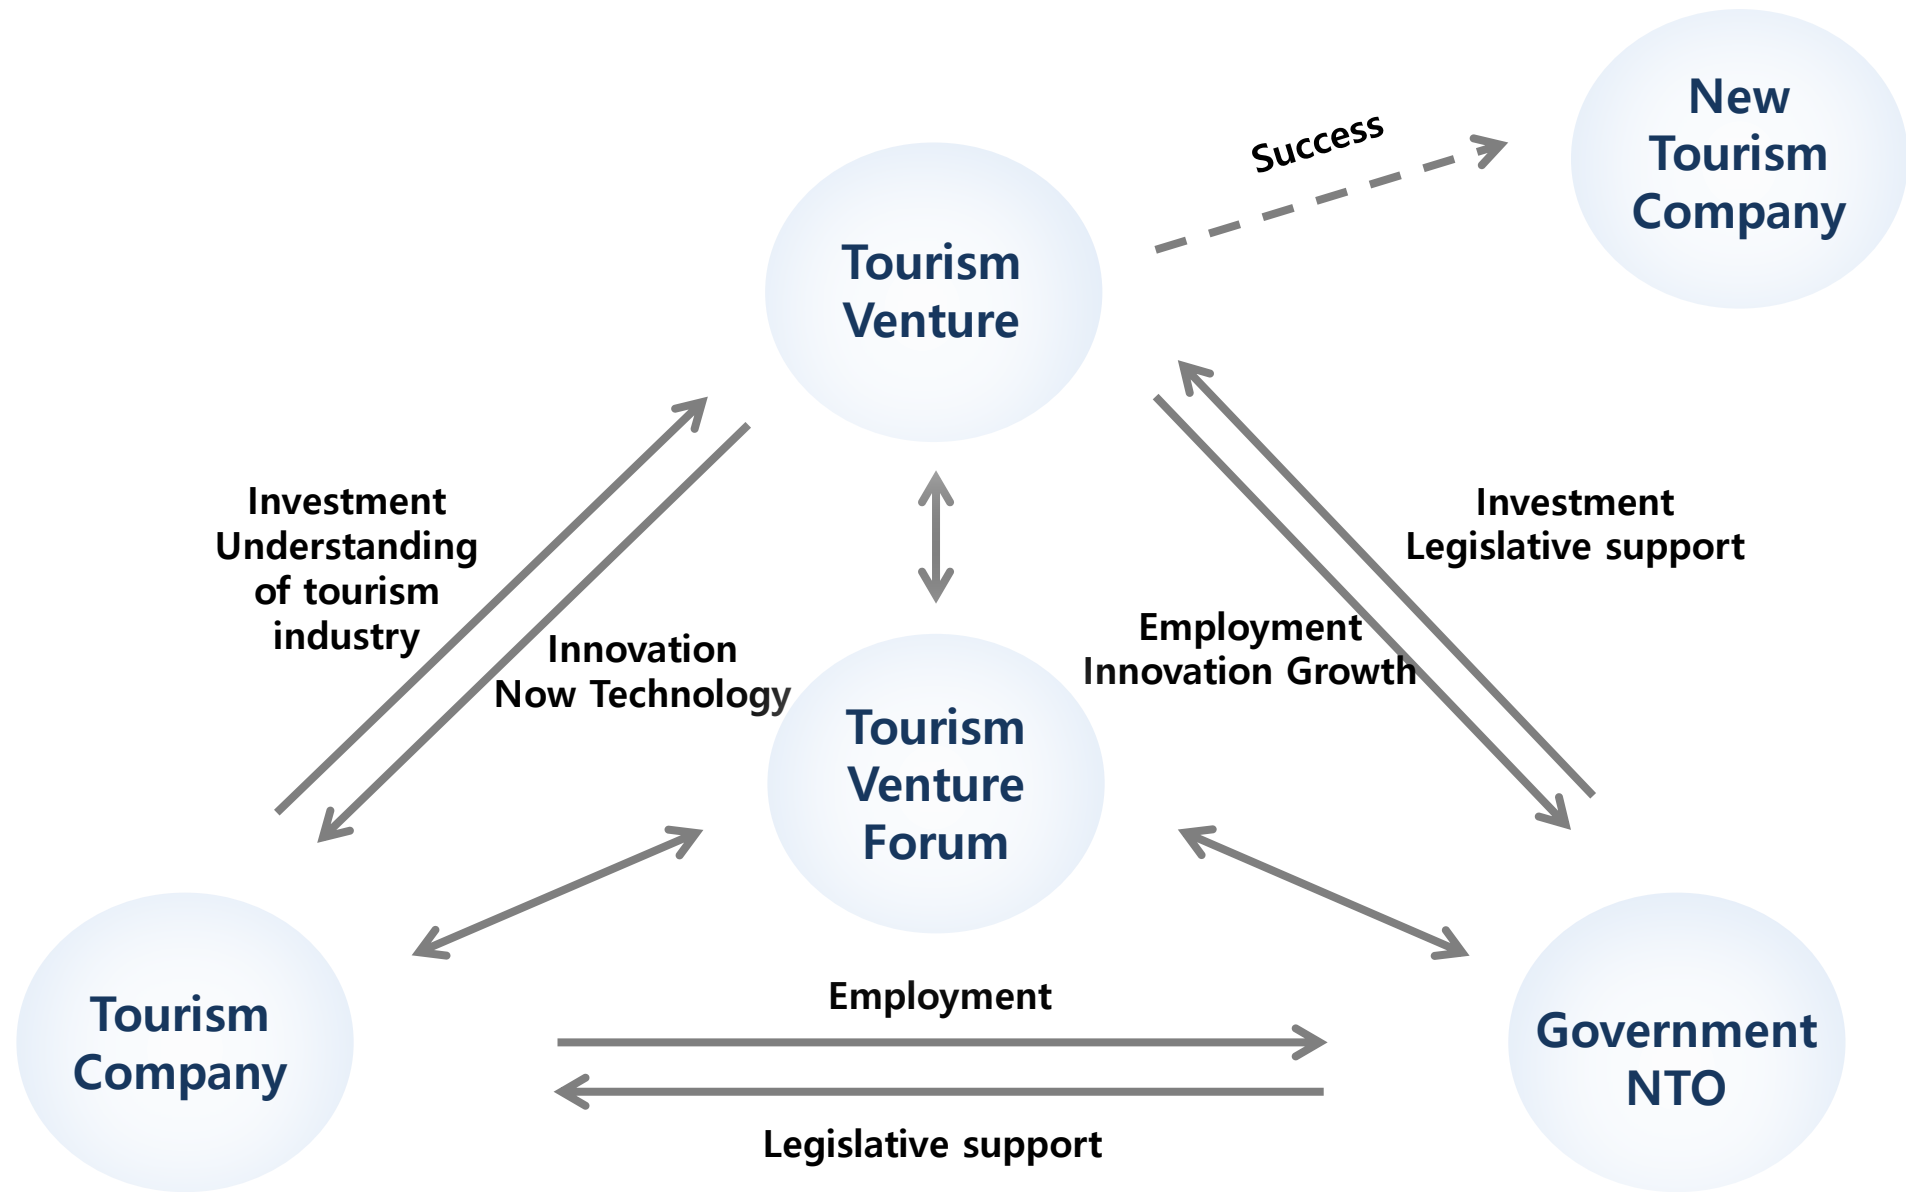 New
Tourism
Company
Success
Tourism
Venture
Investment
Understanding
of tourism
industry
Investment
Legislative support
Innovation
Now Technology
Employment
Innovation Growth
Tourism
Venture
Forum
Tourism
Company
Employment
Legislative support
Government
NTO